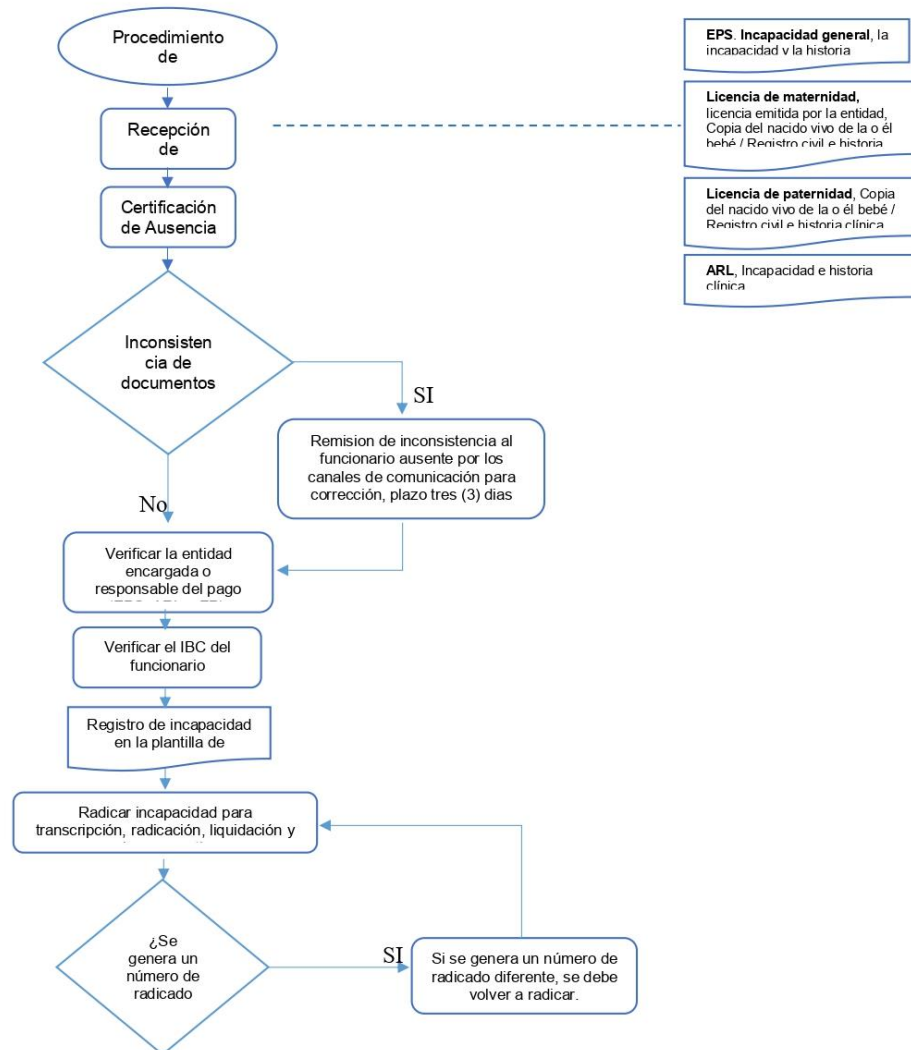 Procedimiento
de
EPS. Incapacidad general, la
incapacidad y la historia
Recepción
de
Licencia de maternidad,
licencia emitida por la entidad,
Copia del nacido vivo de la o él
bebé / Registro civil e historia
Certificación
de Ausencia
Licencia de paternidad, Copia
del nacido vivo de la o él bebé /
Registro civil e historia clínica
ARL, Incapacidad e historia
clínica
Inconsisten
cia de
documentos
SI
Remision de inconsistencia al
funcionario ausente por los
canales de comunicación para
corrección, plazo tres (3) dias
No
Verificar la entidad
encargada o
responsable del pago
Verificar el IBC del
funcionario
Registro de incapacidad
en la plantilla de
Radicar incapacidad para
transcripción, radicación, liquidación y
¿Se
genera un
número de
radicado
SI
Si se genera un número de
radicado diferente, se debe
volver a radicar.